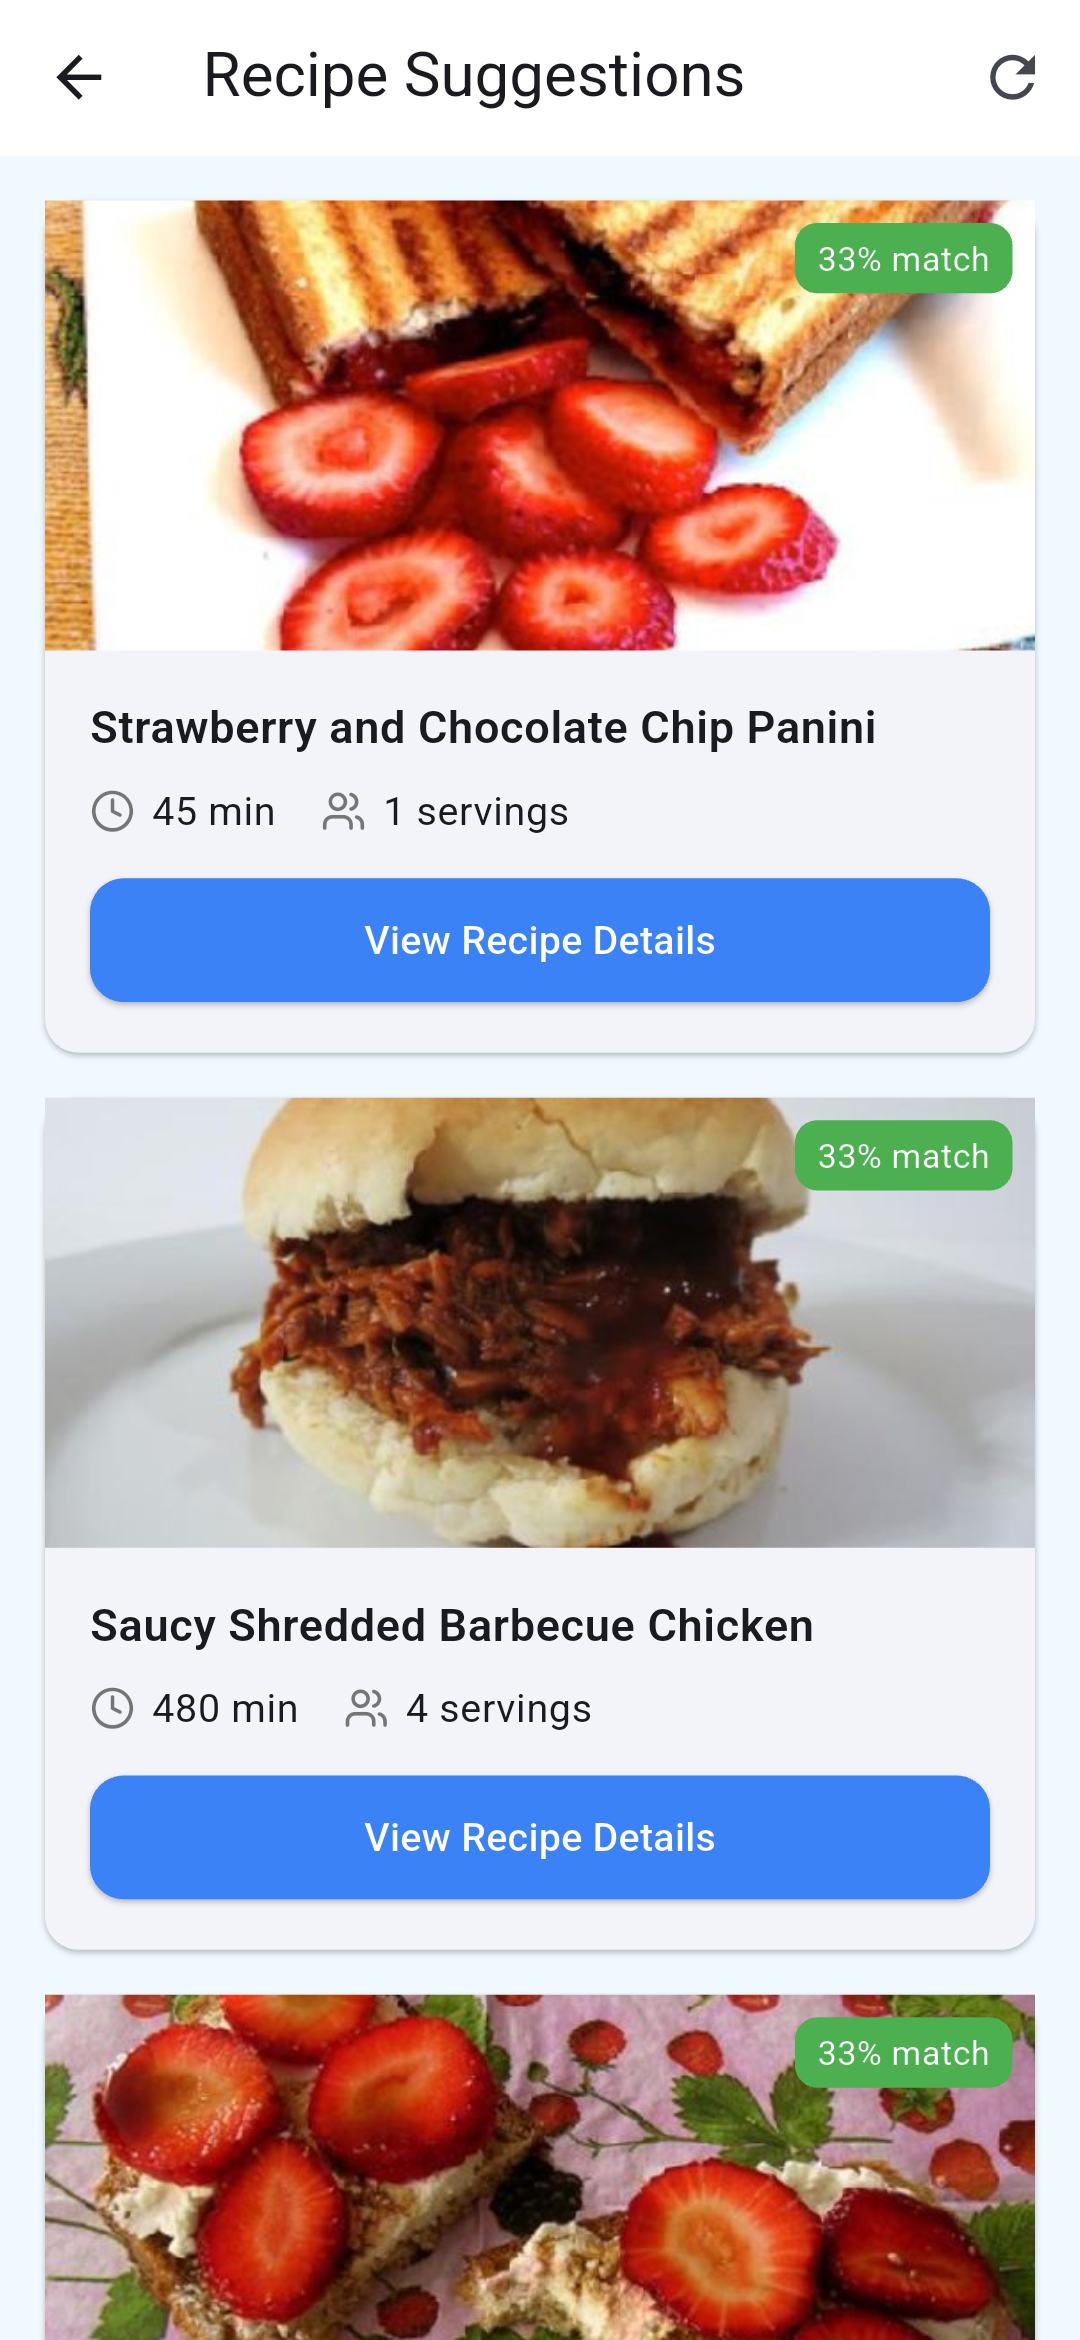 Recipe Suggestions
33% match
Strawberry and Chocolate Chip Panini
45 min 1 servings
View Recipe Details
33% match
Saucy Shredded Barbecue Chicken
480 min 4 servings
View Recipe Details
33% match